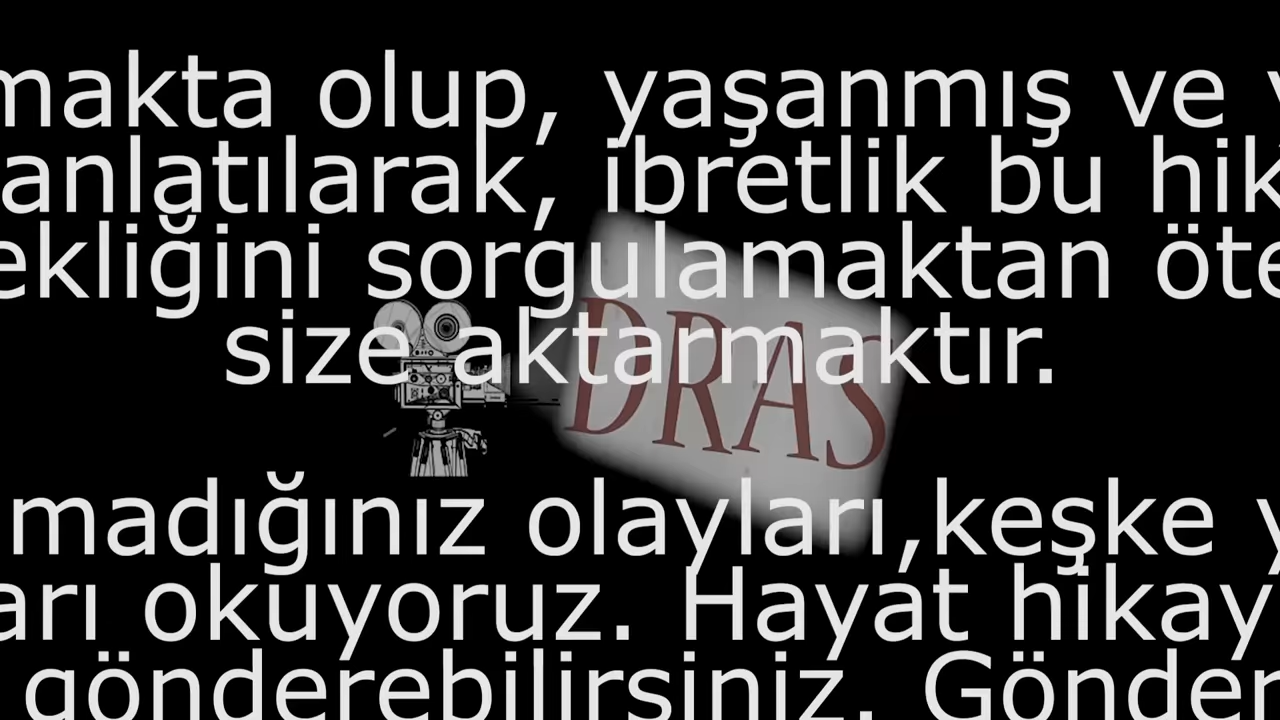 makta olup, yaşanmış ve
anlatılarak, ibretlik bu hik
ekliğini sorgulamaktan öte
size aktarmaktır.
DRAS
madığınız olayları,keşke y
arı okuyoruz. Hayat hikay
gönderebilirsiniz. Gönder